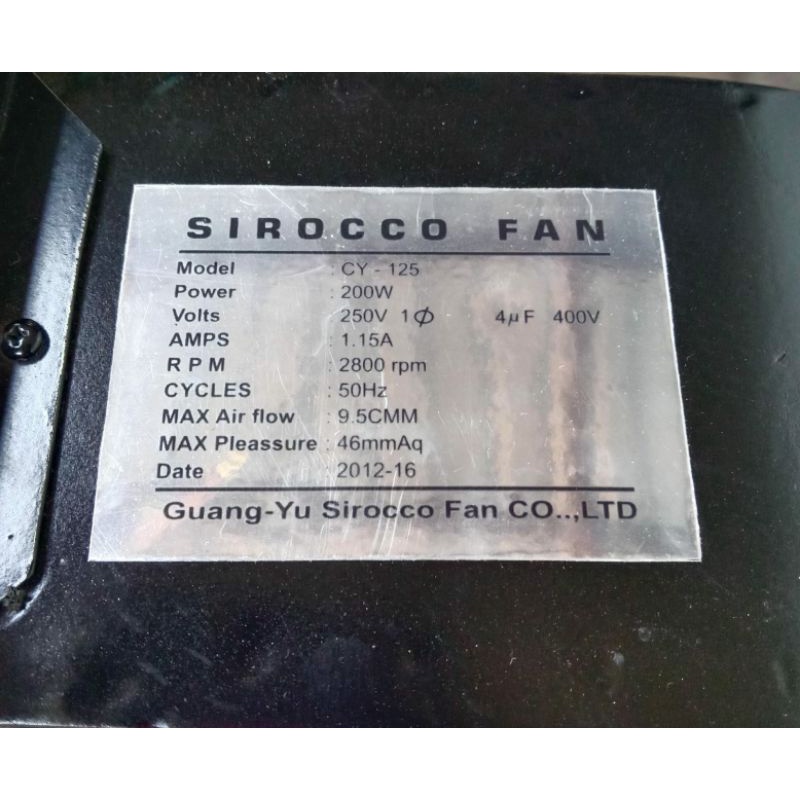 SIROCCO FAN
Model : CY - 125
Power : 200W
Volts : 250V 1Φ 4µF 400V
AMPS : 1.15A
R P M : 2800 rpm
CYCLES : 50Hz
MAX Air flow : 9.5CMM
MAX Pleassure : 46mmAq
Date : 2012-16
Guang-Yu Sirocco Fan CO..,LTD